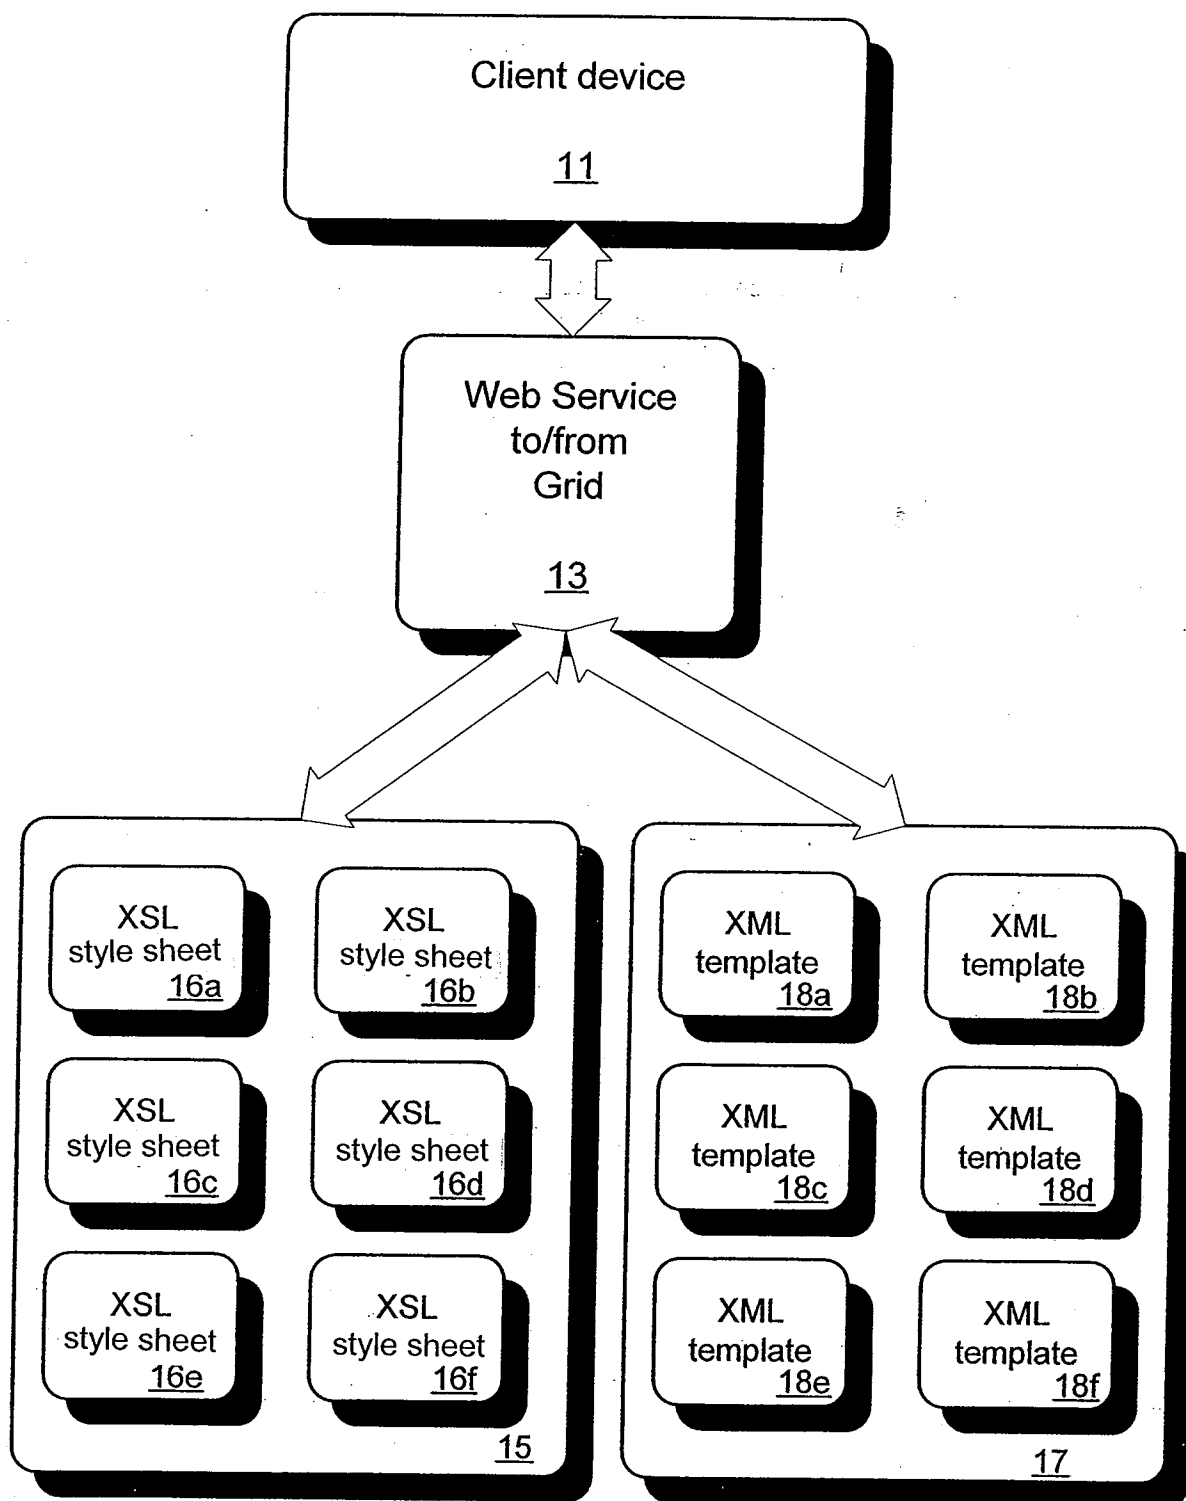 Client device
11
Web Service
to/from
Grid
13
XSL
style sheet
16a
XSL
style sheet
16b
XSL
style sheet
16c
XSL
style sheet
16d
XSL
style sheet
16e
XSL
style sheet
16f
15
XML
template
18a
XML
template
18b
XML
template
18c
XML
template
18d
XML
template
18e
XML
template
18f
17